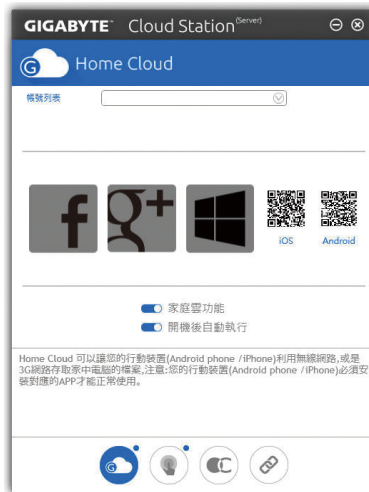 GIGABYTE™ Cloud Station (Server)
G Home Cloud
帳號列表
f g+
iOS Android
家庭雲功能
開機後自動執行
Home Cloud 可以讓您的行動裝置(Android phone /iPhone)利用無線網路,或是
3G網路存取家中電腦的檔案,注意:您的行動裝置(Android phone /iPhone)必須安
裝對應的APP才能正常使用。
G